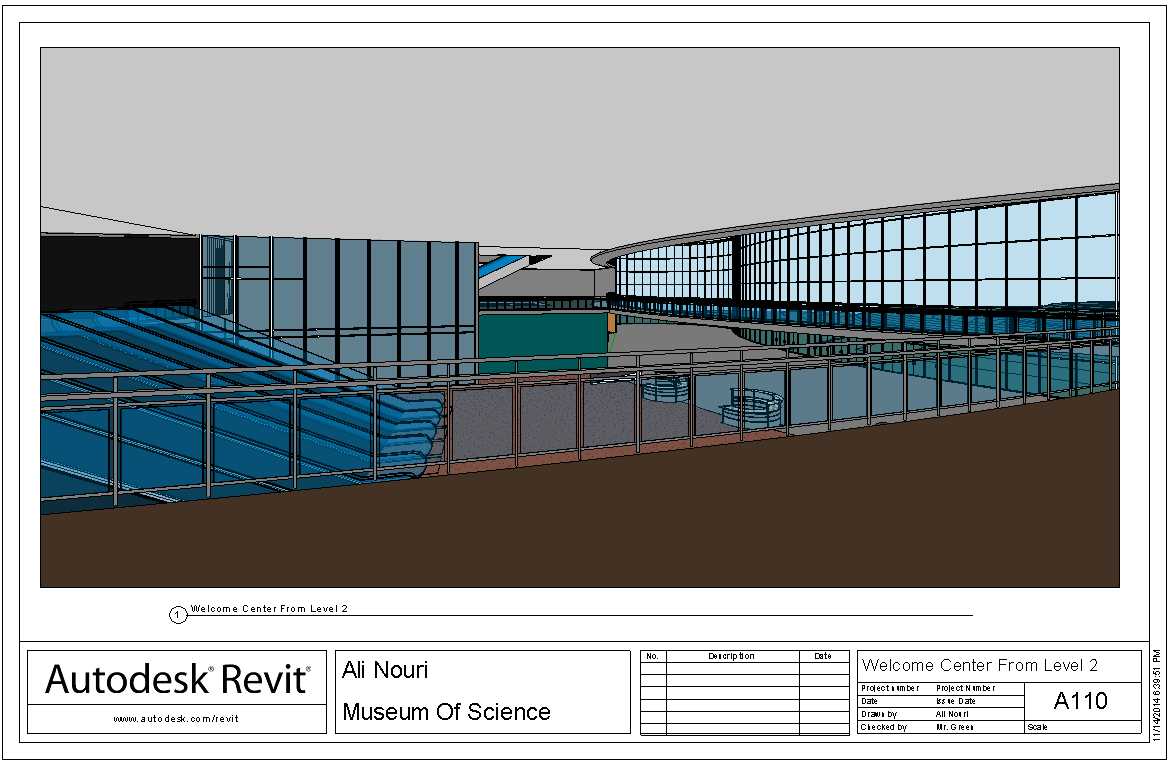 1 Welcome Center From Level 2
Autodesk® Revit®
www.autodesk.com/revit
Ali Nouri
Museum Of Science
No. Description Date
Welcome Center From Level 2
Project number Project Number
Date Issue Date
Drawn by Ali Nouri
Checked by Mr. Green
A110
Scale
11/14/2014 6:39:51 PM